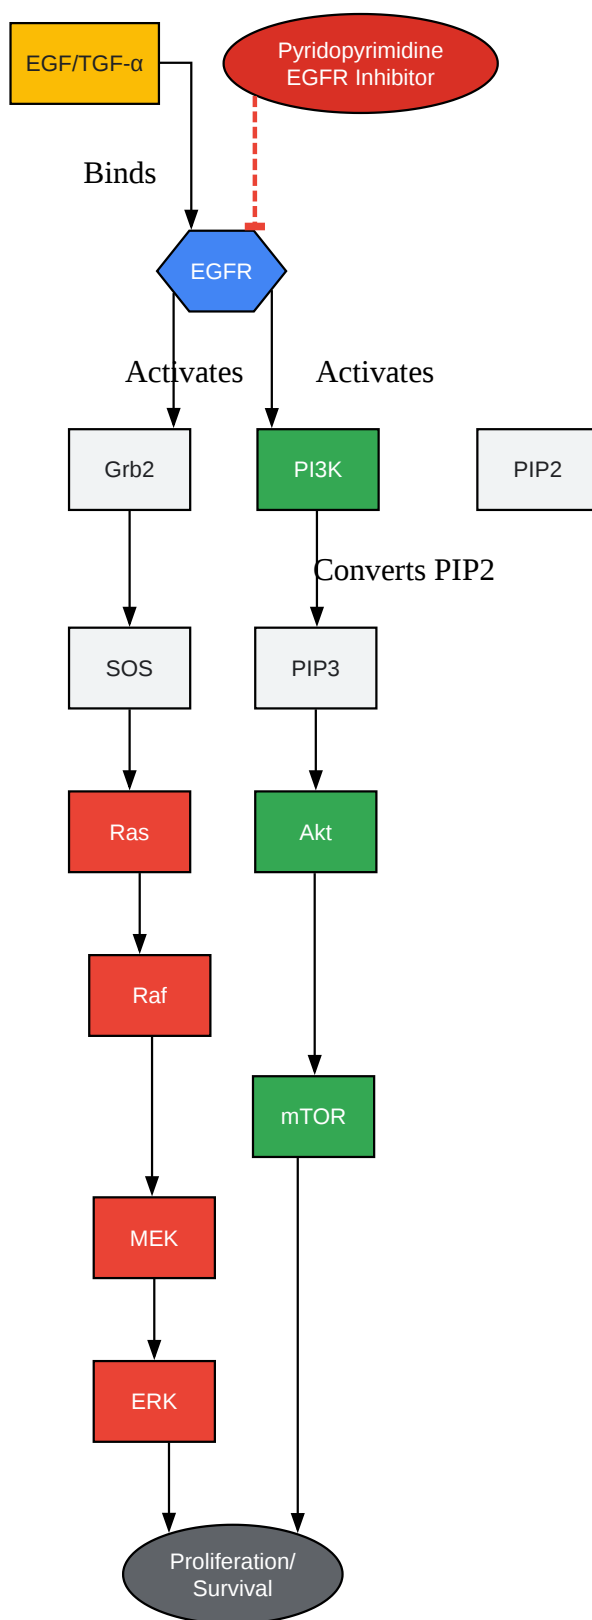 EGF/TGF-α
Pyridopyrimidine
EGFR Inhibitor
Binds
EGFR
Activates
Activates
Grb2
PI3K
PIP2
Converts PIP2
SOS
PIP3
Ras
Akt
Raf
mTOR
MEK
ERK
Proliferation/
Survival